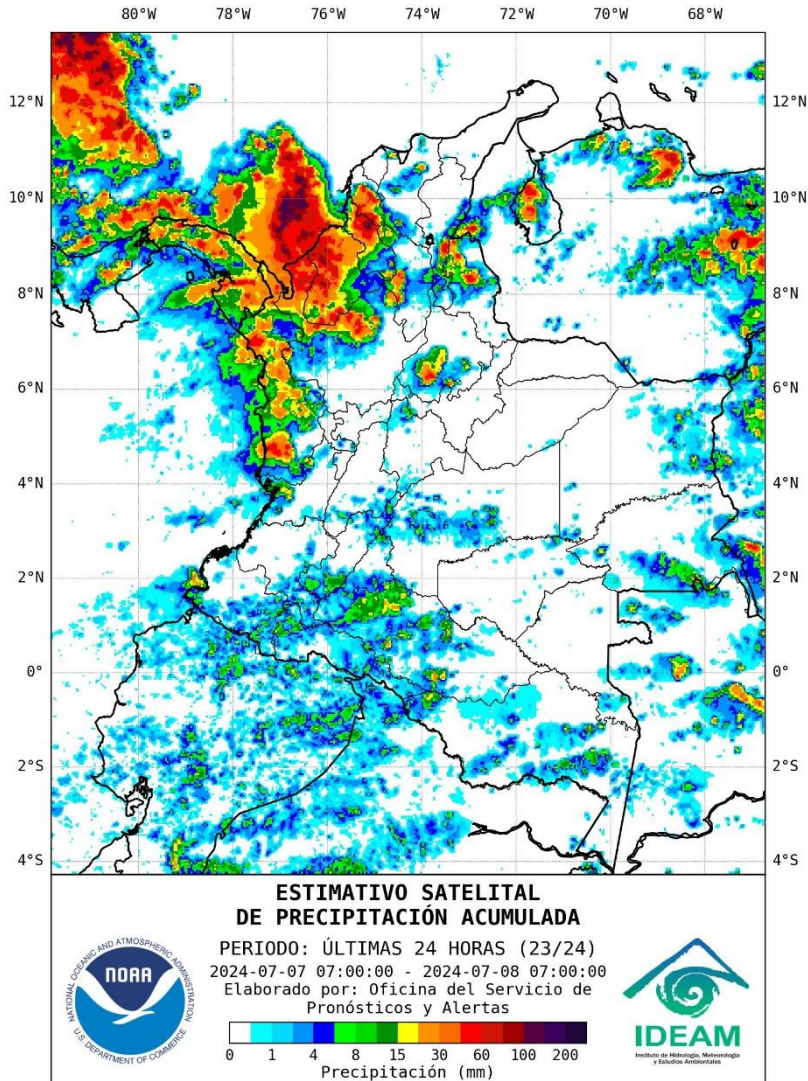 80°W 78°W 76°W 74°W 72°W 70°W 68°W
12°N 12°N
10°N 10°N
8°N 8°N
6°N 6°N
4°N 4°N
2°N 2°N
0° 0°
2°S 2°S
4°S 4°S
ESTIMATIVO SATELITAL
DE PRECIPITACIÓN ACUMULADA
PERIODO: ÚLTIMAS 24 HORAS (23/24)
2024-07-07 07:00:00 - 2024-07-08 07:00:00
Elaborado por: Oficina del Servicio de
Pronósticos y Alertas
0 1 4 8 15 30 60 100 200
Precipitación (mm)
NATIONAL OCEANIC AND ATMOSPHERIC ADMINISTRATION
NOAA
U.S. DEPARTMENT OF COMMERCE
IDEAM
Instituto de Hidrología, Meteorología
y Estudios Ambientales